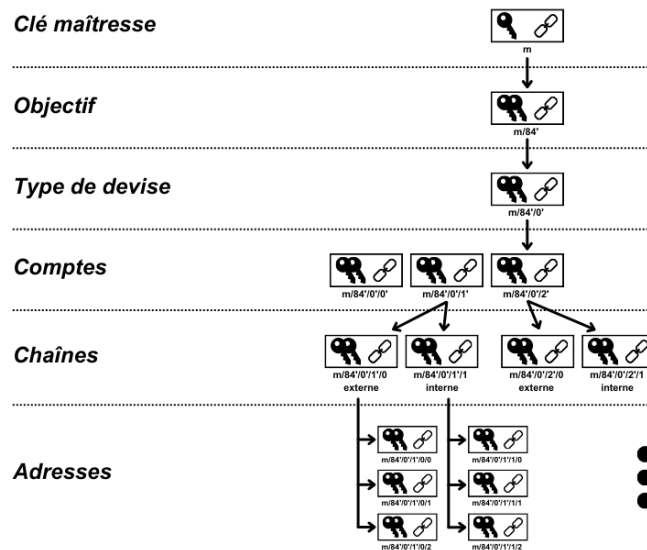 Clé maîtresse
m
Objectif
m/84'
Type de devise
m/84'/0'
Comptes
m/84'/0'/0'
m/84'/0'/1'
m/84'/0'/2'
Chaînes
m/84'/0'/1'/0
externe
m/84'/0'/1'/1
interne
m/84'/0'/2'/0
externe
m/84'/0'/2'/1
interne
Adresses
m/84'/0'/1'/0/0
m/84'/0'/1'/1/0
m/84'/0'/1'/0/1
m/84'/0'/1'/1/1
m/84'/0'/1'/0/2
m/84'/0'/1'/1/2